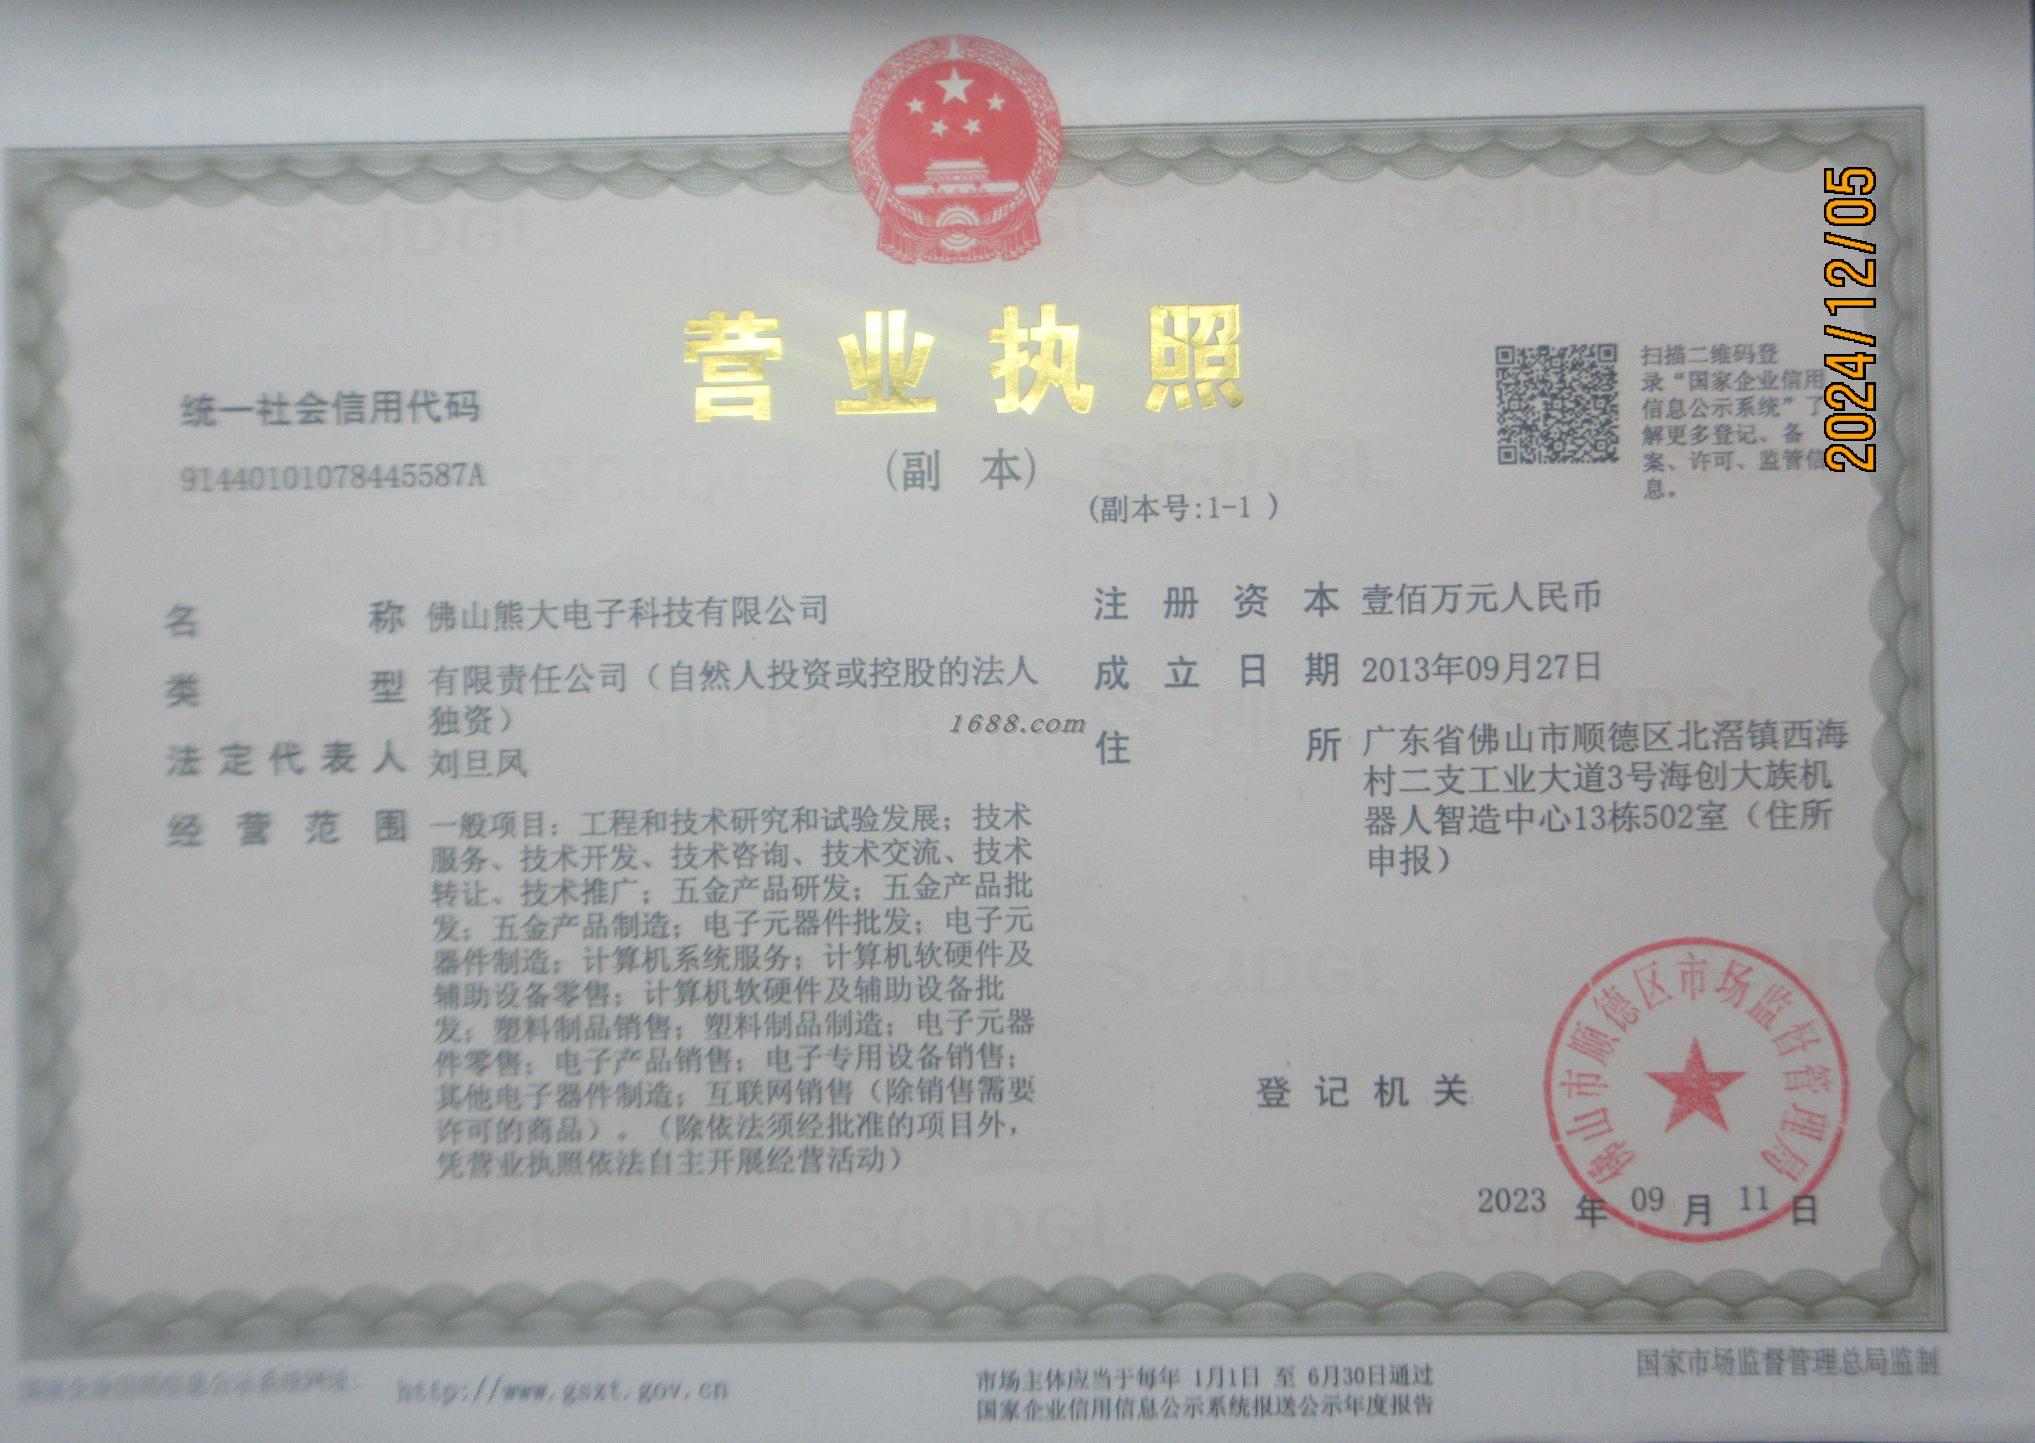 2024/12/05
营业执照
(副 本)
(副本号:1-1 )
统一社会信用代码
91440101078445587A
扫描二维码登
录“国家企业信用
信息公示系统”了
解更多登记、备
案、许可、监管信
息。
名 称 佛山熊大电子科技有限公司
类 型 有限责任公司（自然人投资或控股的法人
独资）
法定代表人 刘旦凤
经营范围 一般项目：工程和技术研究和试验发展；技术
服务、技术开发、技术咨询、技术交流、技术
转让、技术推广；五金产品研发；五金产品批
发；五金产品制造；电子元器件批发；电子元
器件制造；计算机系统服务；计算机软硬件及
辅助设备零售；计算机软硬件及辅助设备批
发；塑料制品销售；塑料制品制造；电子元器
件零售；电子产品销售；电子专用设备销售；
其他电子器件制造；互联网销售（除销售需要
许可的商品）。（除依法须经批准的项目外，
凭营业执照依法自主开展经营活动）
注册资本 壹佰万元人民币
成立日期 2013年09月27日
住 所 广东省佛山市顺德区北滘镇西海
村二支工业大道3号海创大族机
器人智造中心13栋502室（住所
申报）
1688.com
登记机关
佛山市顺德区市场监督管理局
2023 年 09 月 11 日
http://www.gsxt.gov.cn
市场主体应当于每年 1月1日 至 6月30日通过
国家企业信用信息公示系统报送公示年度报告
国家市场监督管理总局监制